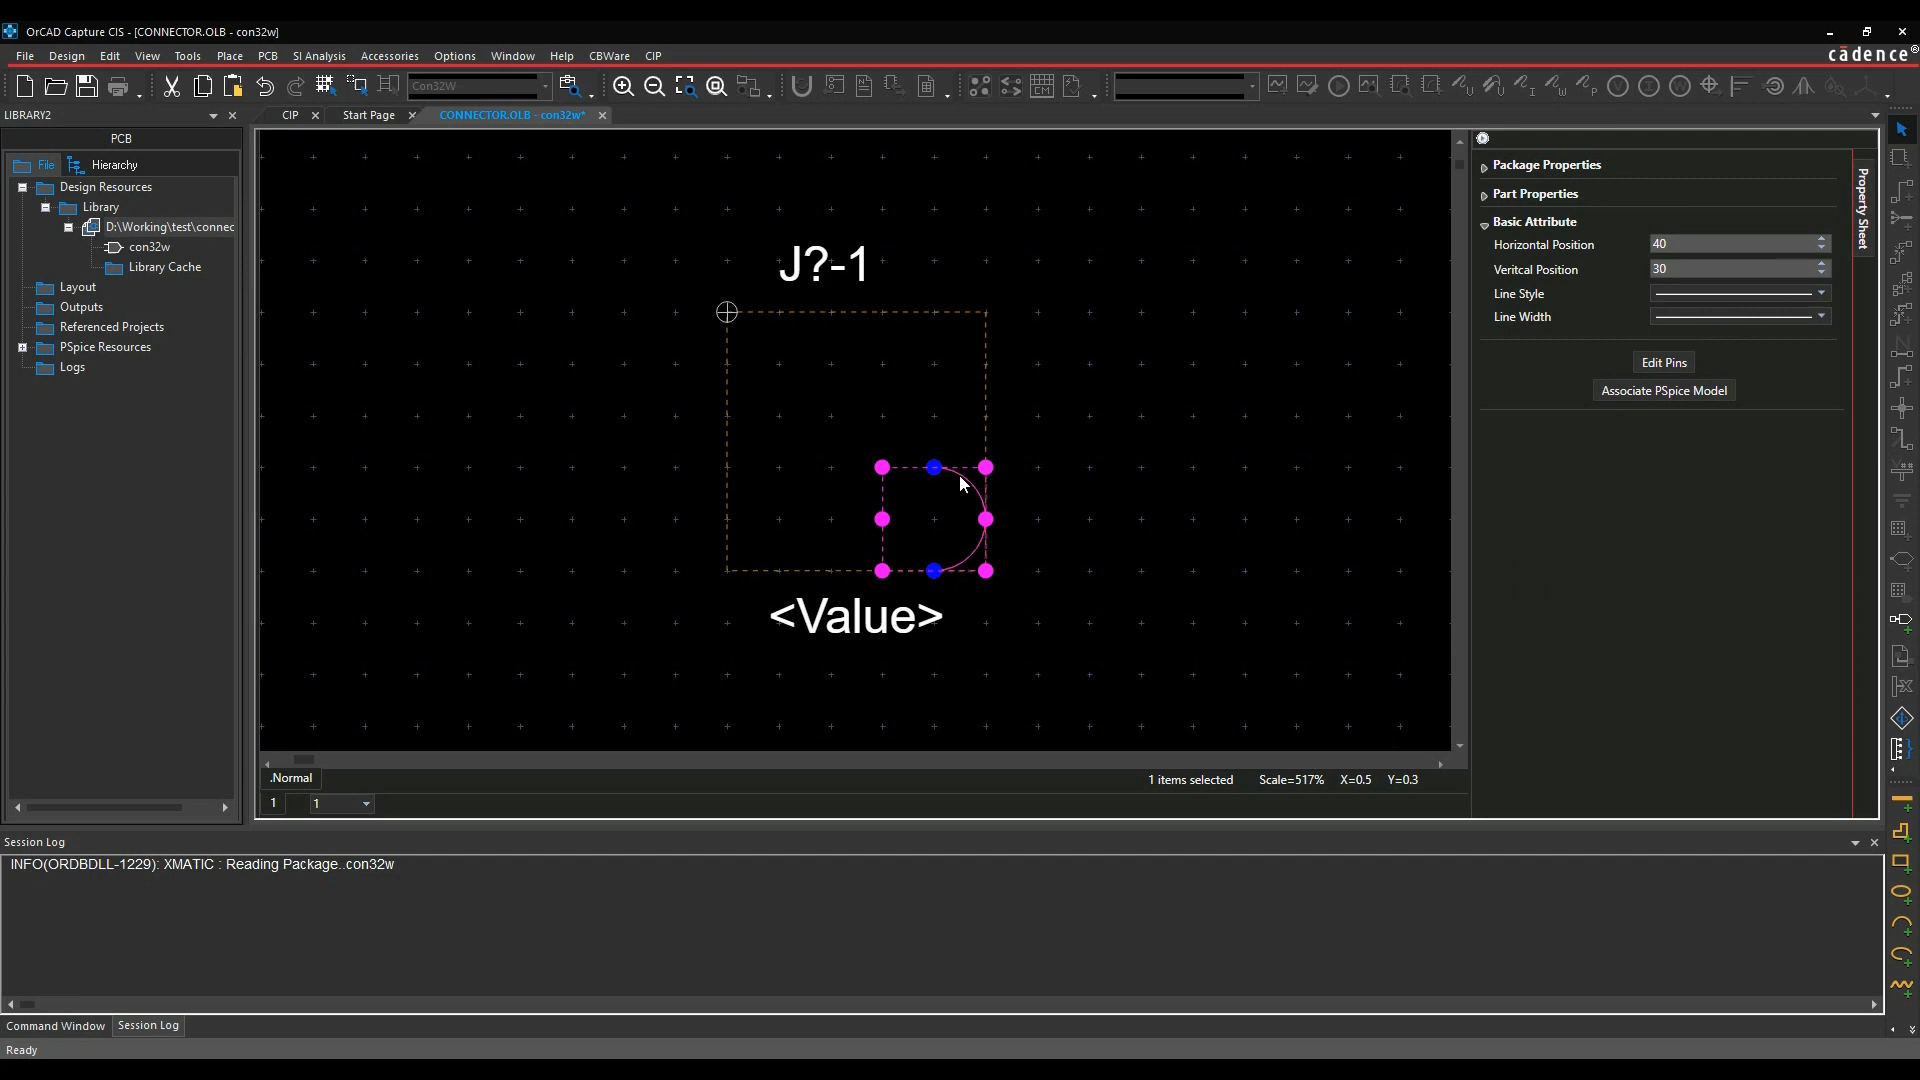 OrCAD Capture CIS - [CONNECTOR.OLB - con32w]
File Design Edit View Tools Place PCB SI Analysis Accessories Options Window Help CBWare CIP
cādence®
Con32W
LIBRARY2
CIP
Start Page
CONNECTOR.OLB - con32w*
PCB
File
Hierarchy
Design Resources
Library
D:\Working\test\connec
con32w
Library Cache
Layout
Outputs
Referenced Projects
PSpice Resources
Logs
J?-1
<Value>
Package Properties
Part Properties
Basic Attribute
Horizontal Position 40
Veritcal Position 30
Line Style
Line Width
Edit Pins
Associate PSpice Model
Property Sheet
.Normal
1 items selected Scale=517% X=0.5 Y=0.3
1 1
Session Log
INFO(ORDBDLL-1229): XMATIC : Reading Package..con32w
Command Window Session Log
Ready